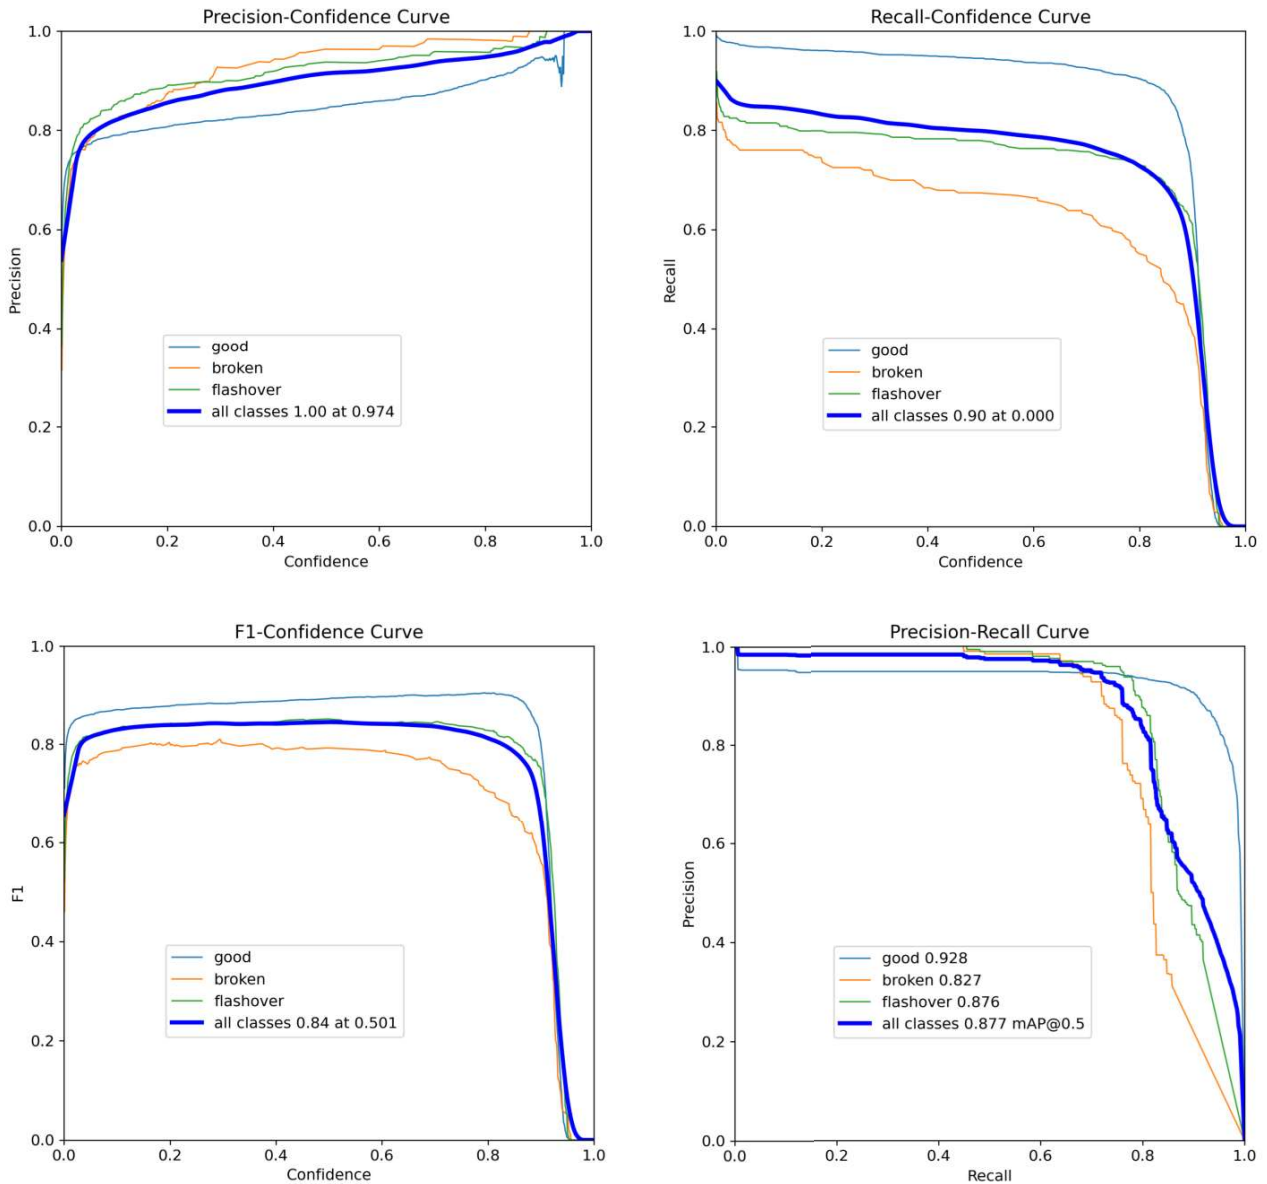 Precision-Confidence Curve
1.0
0.8
0.6
0.4
0.2
0.0
Precision
good
broken
flashover
all classes 1.00 at 0.974
0.0 0.2 0.4 0.6 0.8 1.0
Confidence
Recall-Confidence Curve
1.0
0.8
0.6
0.4
0.2
0.0
Recall
good
broken
flashover
all classes 0.90 at 0.000
0.0 0.2 0.4 0.6 0.8 1.0
Confidence
F1-Confidence Curve
1.0
0.8
0.6
0.4
0.2
0.0
F1
good
broken
flashover
all classes 0.84 at 0.501
0.0 0.2 0.4 0.6 0.8 1.0
Confidence
Precision-Recall Curve
1.0
0.8
0.6
0.4
0.2
0.0
Precision
good 0.928
broken 0.827
flashover 0.876
all classes 0.877 mAP@0.5
0.0 0.2 0.4 0.6 0.8 1.0
Recall